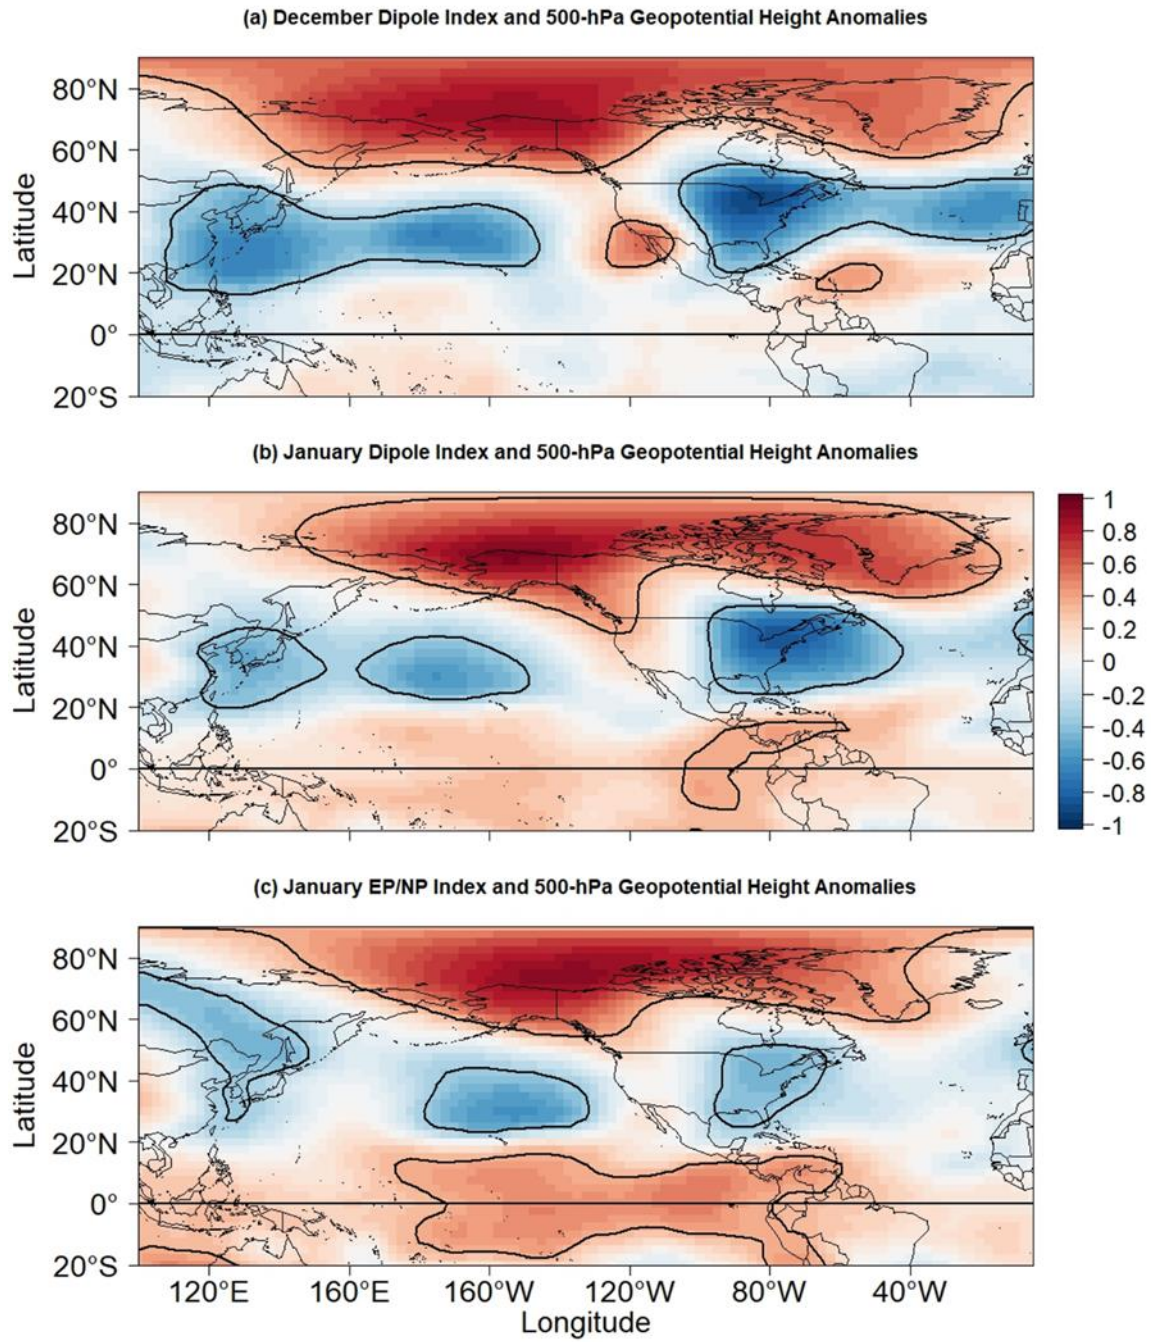 (a) December Dipole Index and 500-hPa Geopotential Height Anomalies
80°N
60°N
40°N
20°N
0°
20°S
Latitude
(b) January Dipole Index and 500-hPa Geopotential Height Anomalies
80°N
60°N
40°N
20°N
0°
20°S
Latitude
1
0.8
0.6
0.4
0.2
0
-0.2
-0.4
-0.6
-0.8
-1
(c) January EP/NP Index and 500-hPa Geopotential Height Anomalies
80°N
60°N
40°N
20°N
0°
20°S
Latitude
120°E 160°E 160°W 120°W 80°W 40°W
Longitude